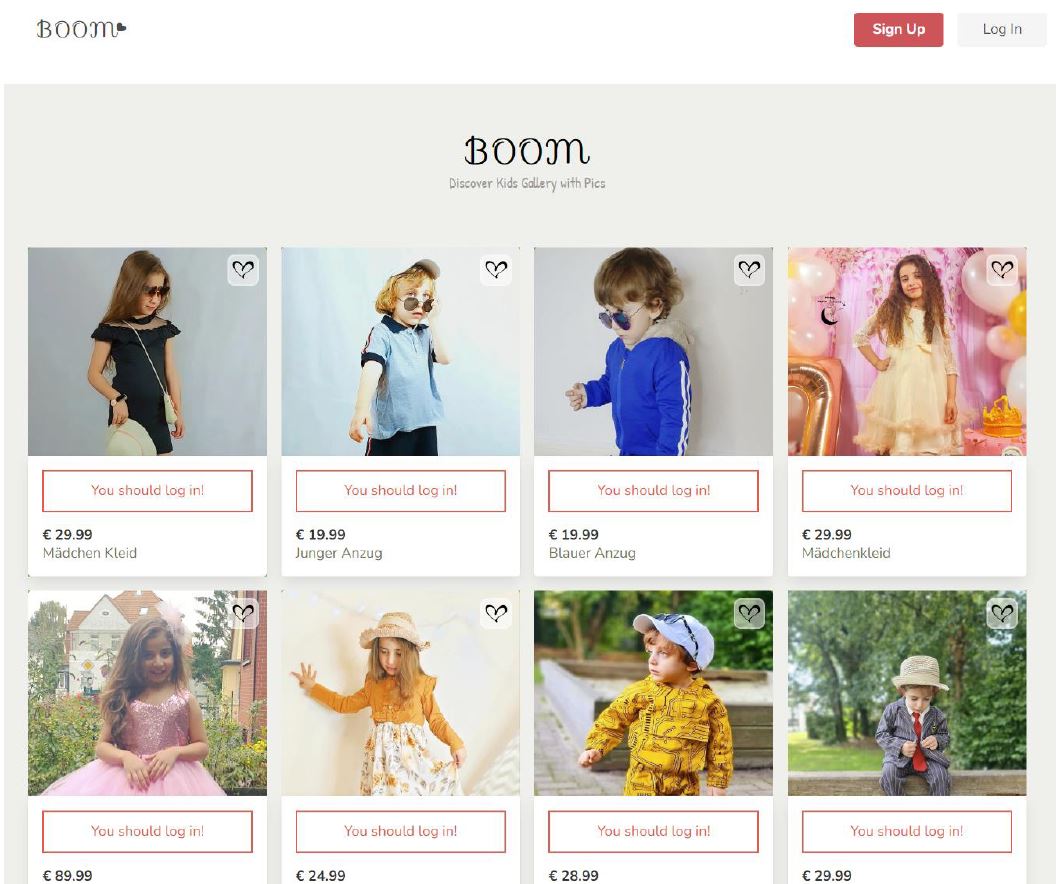 BOOM
Sign Up
Log In
BOOM
Discover Kids Gallery with Pics
You should log in!
You should log in!
You should log in!
You should log in!
€ 29.99
€ 19.99
€ 19.99
€ 29.99
Mädchen Kleid
Junger Anzug
Blauer Anzug
Mädchenkleid
You should log in!
You should log in!
You should log in!
You should log in!
€ 89.99
€ 24.99
€ 28.99
€ 29.99